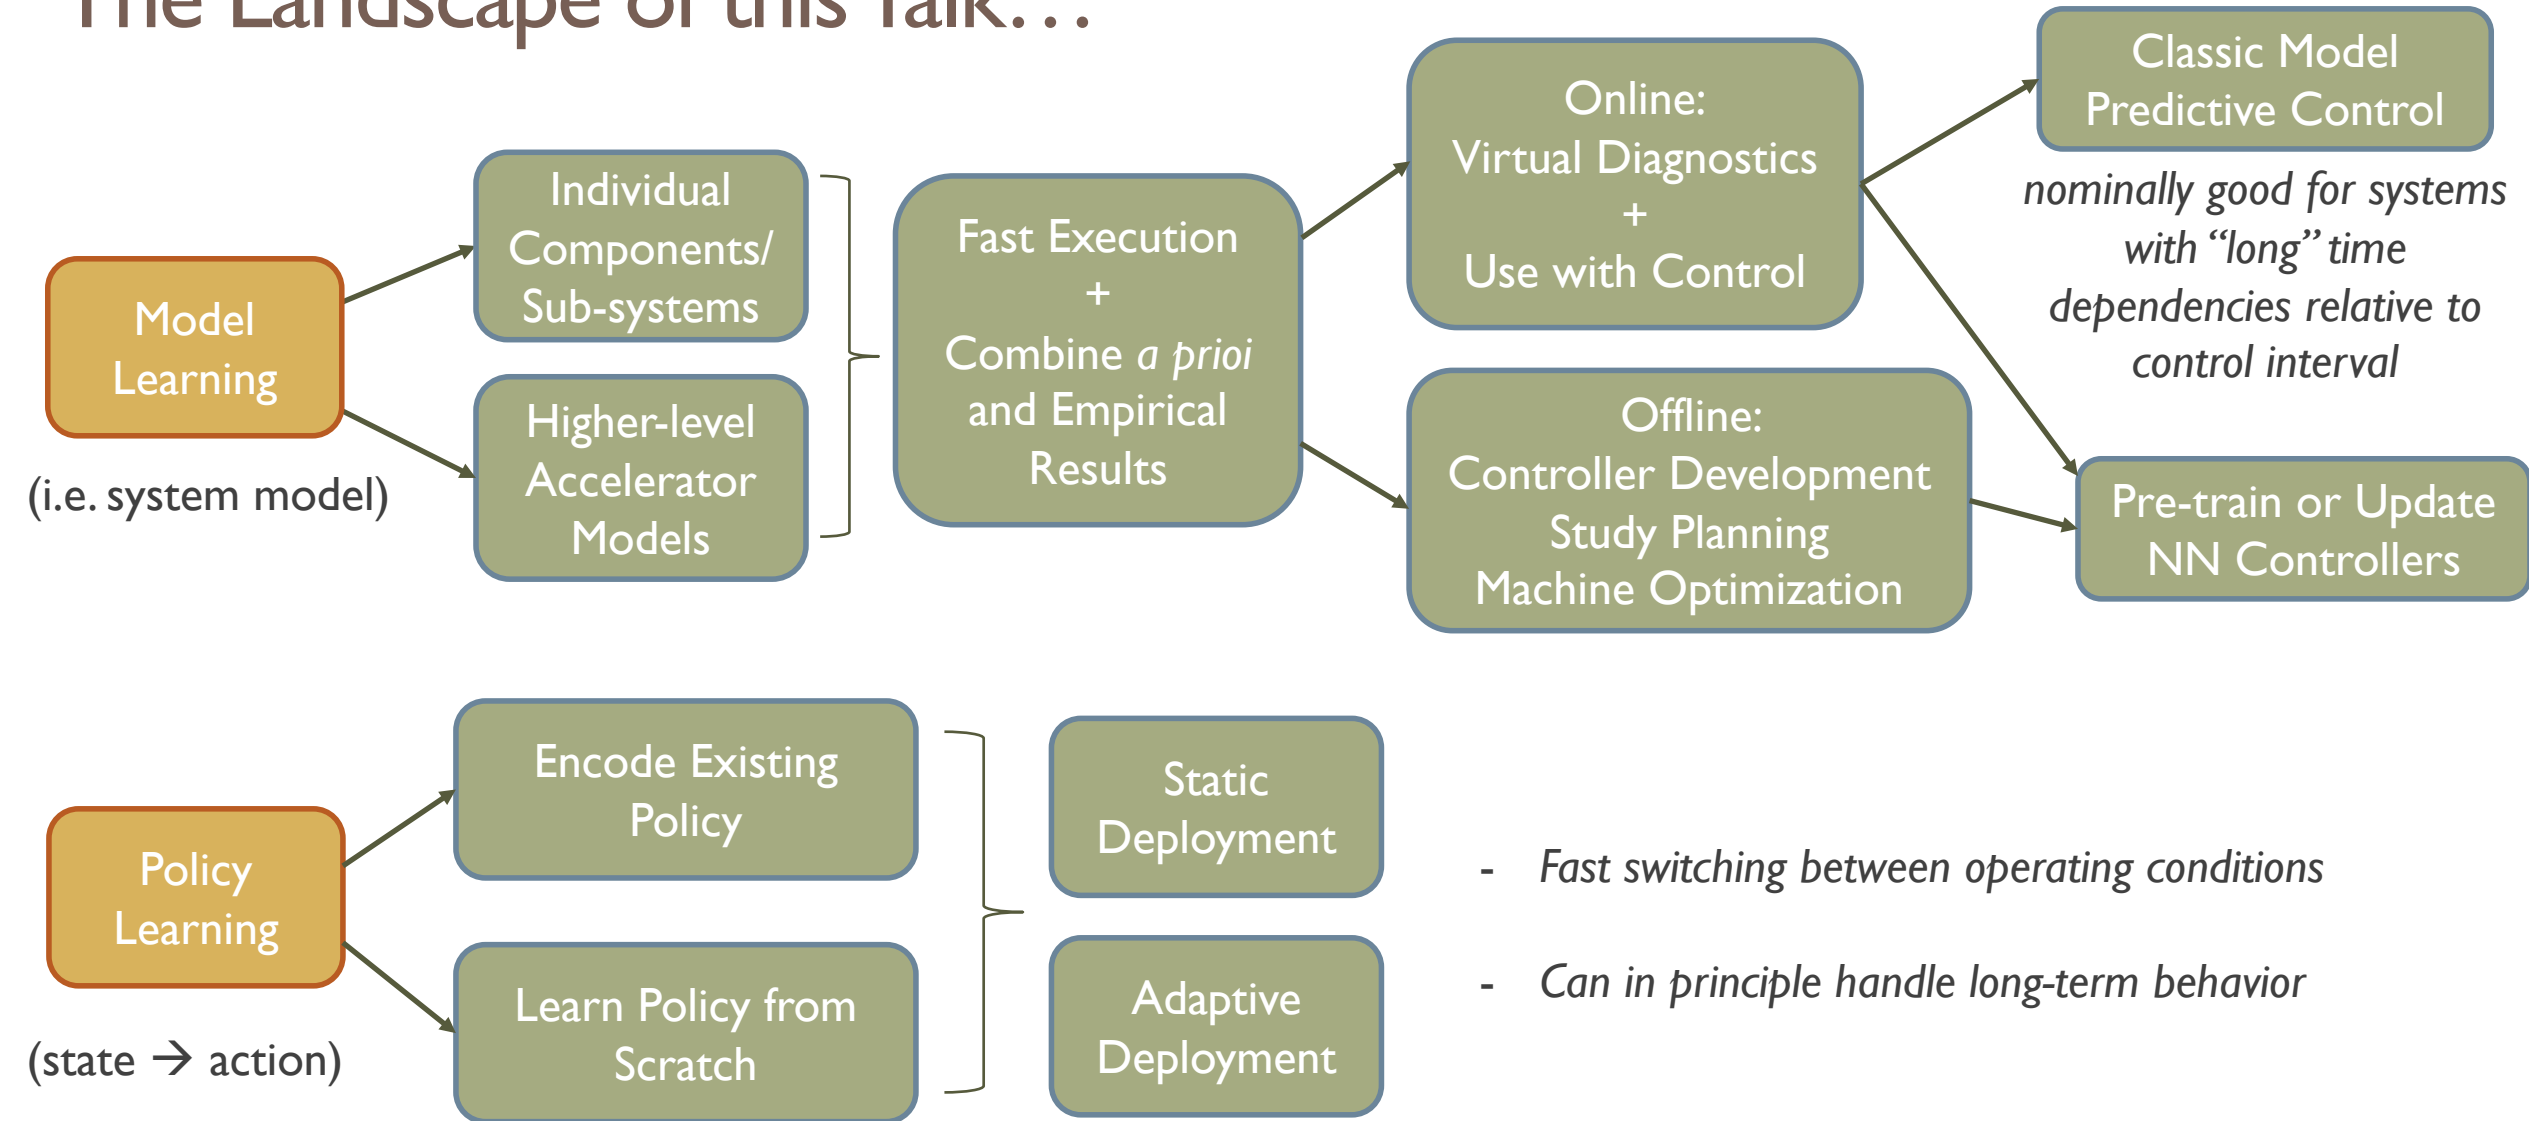 The Landscape of this Talk…
Model
Learning
(i.e. system model)
Individual
Components/
Sub-systems
Higher-level
Accelerator
Models
Fast Execution
+
Combine a prioi
and Empirical
Results
Online:
Virtual Diagnostics
+
Use with Control
Offline:
Controller Development
Study Planning
Machine Optimization
Classic Model
Predictive Control
nominally good for systems
with “long” time
dependencies relative to
control interval
Pre-train or Update
NN Controllers
Policy
Learning
(state → action)
Encode Existing
Policy
Learn Policy from
Scratch
Static
Deployment
Adaptive
Deployment
- Fast switching between operating conditions
- Can in principle handle long-term behavior